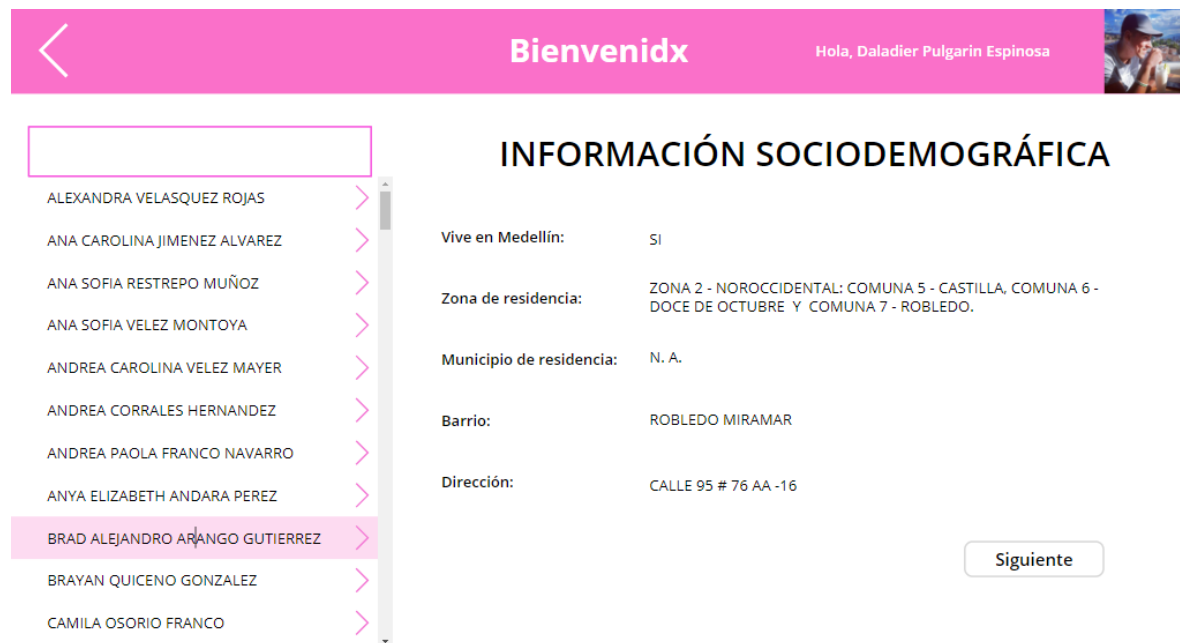 Bienvenidx
Hola, Daladier Pulgarin Espinosa
ALEXANDRA VELASQUEZ ROJAS
ANA CAROLINA JIMENEZ ALVAREZ
ANA SOFIA RESTREPO MUÑOZ
ANA SOFIA VELEZ MONTOYA
ANDREA CAROLINA VELEZ MAYER
ANDREA CORRALES HERNANDEZ
ANDREA PAOLA FRANCO NAVARRO
ANYA ELIZABETH ANDARA PEREZ
BRAD ALEJANDRO ARANGO GUTIERREZ
BRAYAN QUICENO GONZALEZ
CAMILA OSORIO FRANCO
INFORMACIÓN SOCIODEMOGRÁFICA
Vive en Medellín: SI
Zona de residencia: ZONA 2 - NOROCCIDENTAL: COMUNA 5 - CASTILLA, COMUNA 6 -
DOCE DE OCTUBRE Y COMUNA 7 - ROBLEDO.
Municipio de residencia: N. A.
Barrio: ROBLEDO MIRAMAR
Dirección: CALLE 95 # 76 AA -16
Siguiente